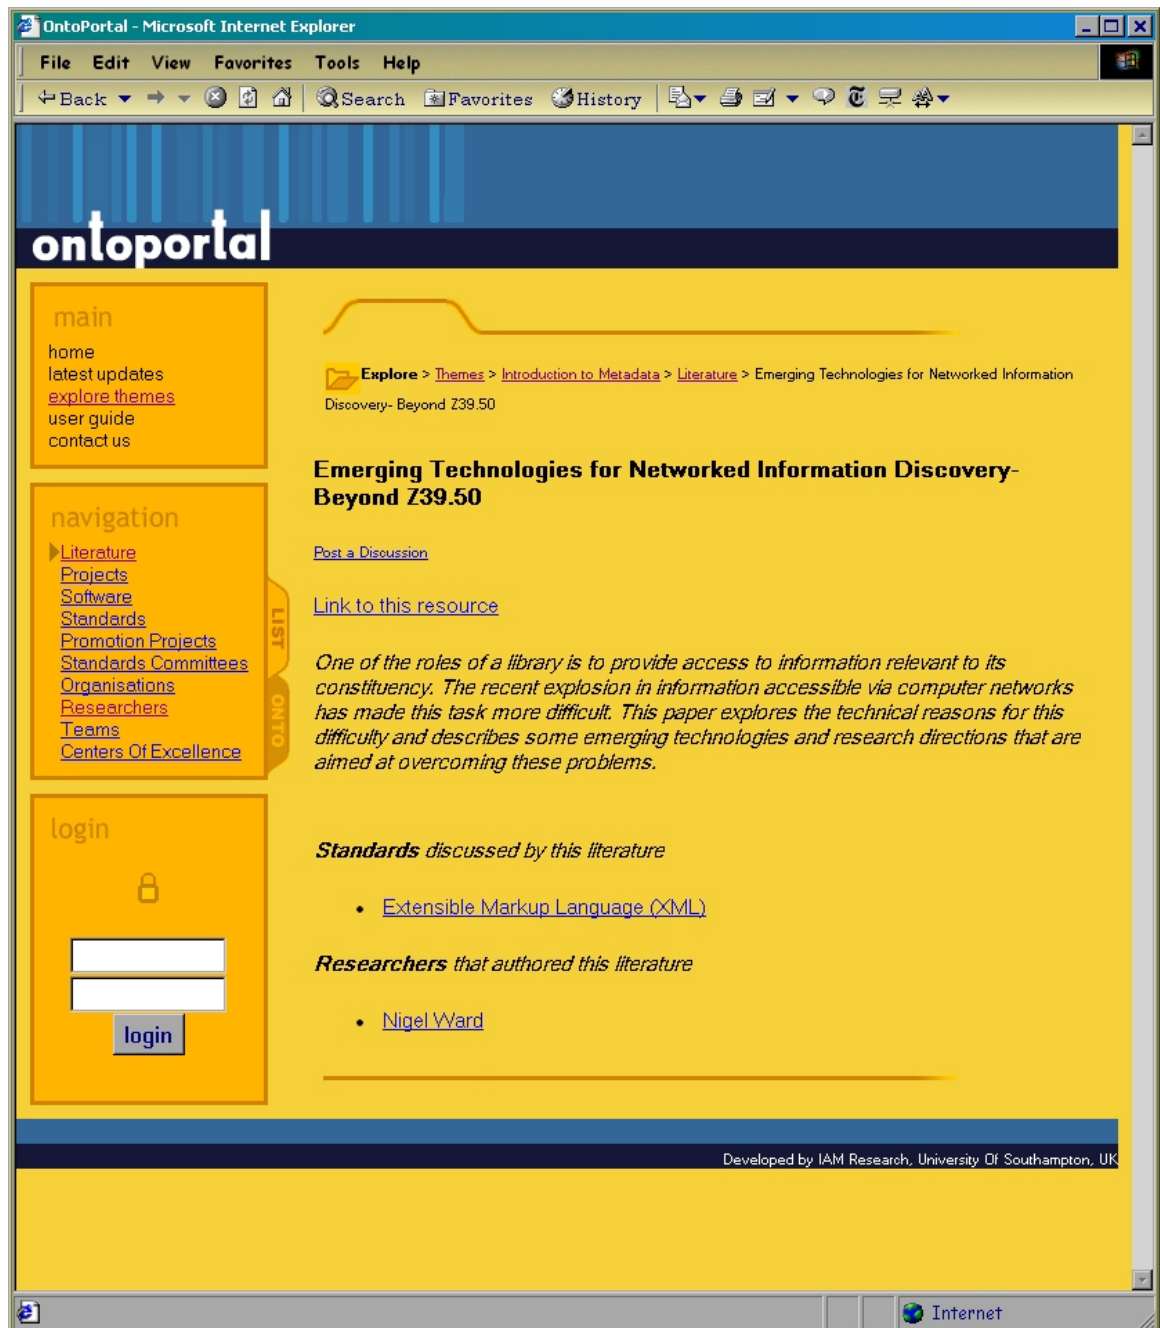 OntoPortal - Microsoft Internet Explorer
File Edit View Favorites Tools Help
Back Search Favorites History
ontoportal
main
home
latest updates
explore themes
user guide
contact us
navigation
Literature
Projects
Software
Standards
Promotion Projects
Standards Committees
Organisations
Researchers
Teams
Centers Of Excellence
LIST
ONTO
login
login
Explore > Themes > Introduction to Metadata > Literature > Emerging Technologies for Networked Information
Discovery- Beyond Z39.50
Emerging Technologies for Networked Information Discovery-
Beyond Z39.50
Post a Discussion
Link to this resource
One of the roles of a library is to provide access to information relevant to its
constituency. The recent explosion in information accessible via computer networks
has made this task more difficult. This paper explores the technical reasons for this
difficulty and describes some emerging technologies and research directions that are
aimed at overcoming these problems.
Standards discussed by this literature
• Extensible Markup Language (XML)
Researchers that authored this literature
• Nigel Ward
Developed by IAM Research, University Of Southampton, UK
Internet